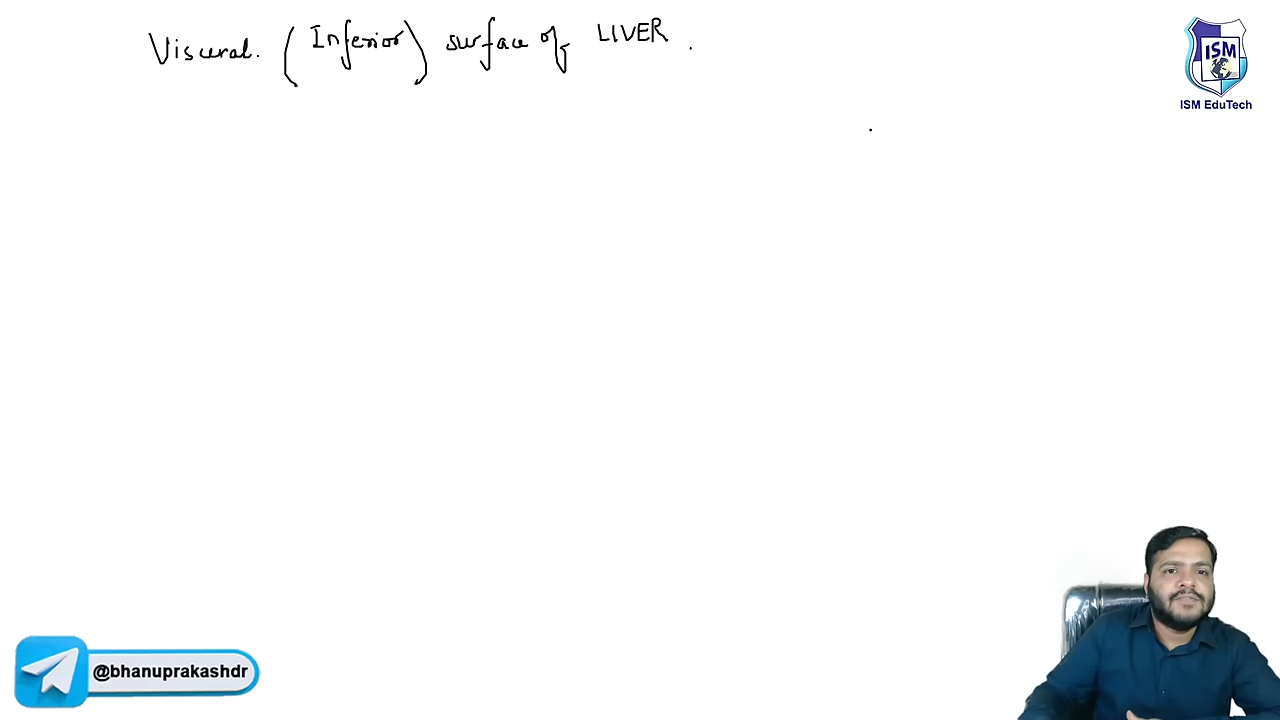 Visceral. (Inferior) surface of LIVER.
ISM
ISM EduTech
@bhanuprakashdr